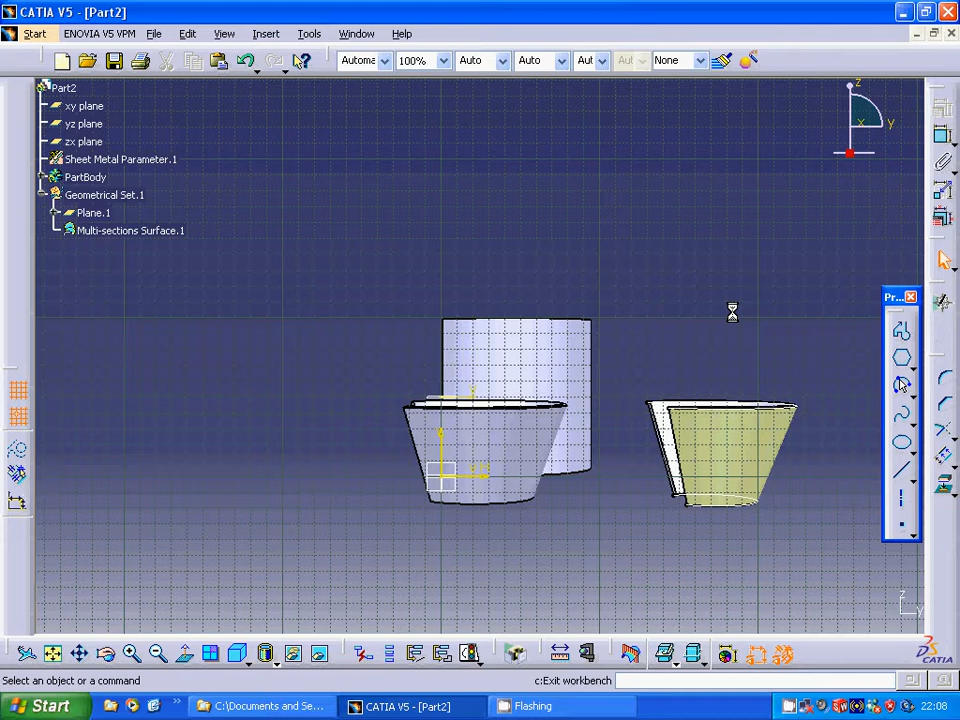 CATIA V5 - [Part2]
Start ENOVIA V5 VPM File Edit View Insert Tools Window Help
Automa 100% Auto Auto Aut Aut None
Part2
xy plane
yz plane
zx plane
Sheet Metal Parameter.1
PartBody
Geometrical Set.1
Plane.1
Multi-sections Surface.1
z
x
y
Pr...
z
y
DS
CATIA
Select an object or a command c:Exit workbench
Start C:\Documents and Se... CATIA V5 - [Part2] Flashing 22:08